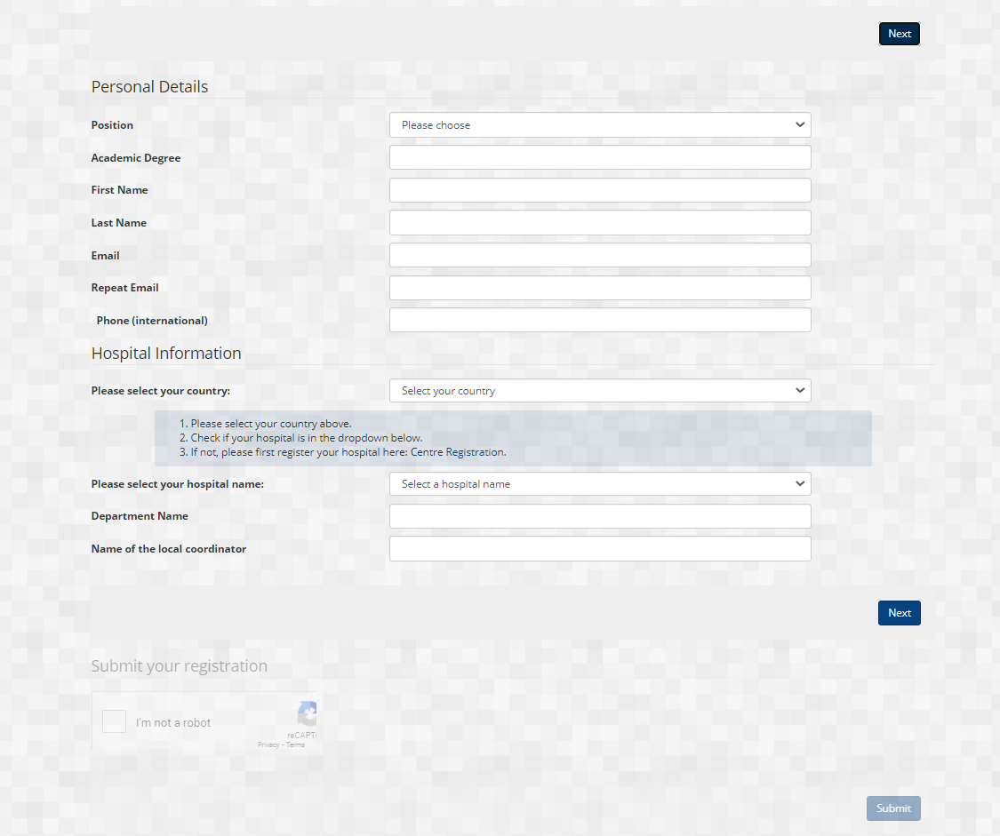 Next
Personal Details
Position Please choose
Academic Degree
First Name
Last Name
Email
Repeat Email
Phone (international)
Hospital Information
Please select your country: Select your country
1. Please select your country above.
2. Check if your hospital is in the dropdown below.
3. If not, please first register your hospital here: Centre Registration.
Please select your hospital name: Select a hospital name
Department Name
Name of the local coordinator
Next
Submit your registration
I'm not a robot
reCAPT
Privacy - Terms
Submit